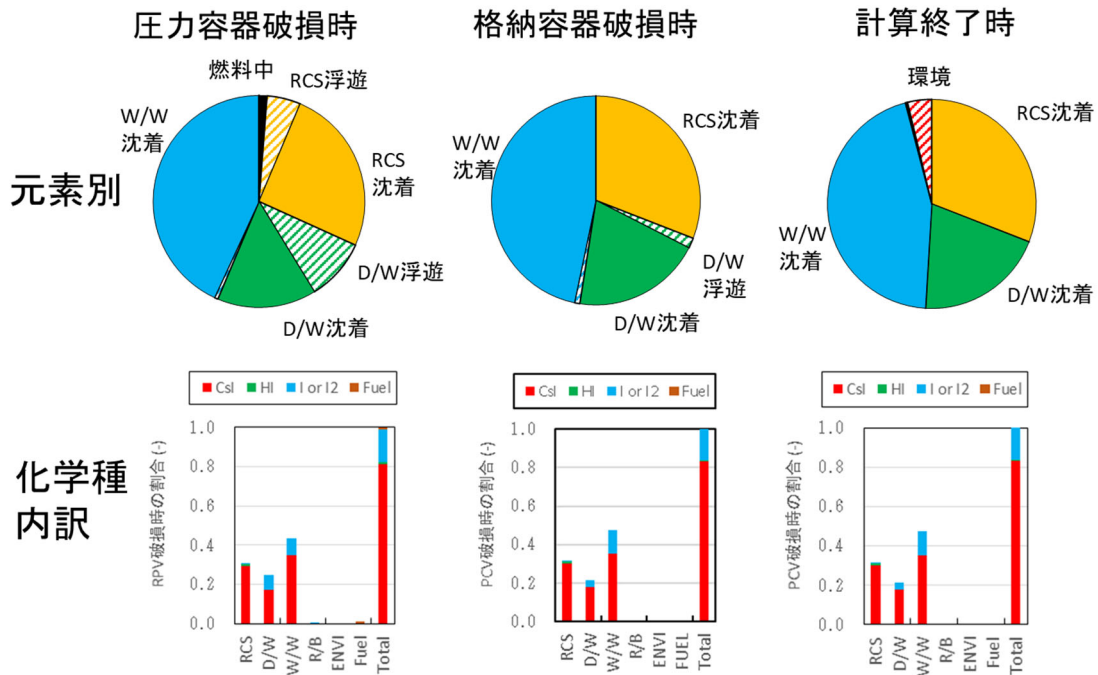 圧力容器破損時
格納容器破損時
計算終了時
元素別
燃料中
RCS浮遊
W/W
沈着
RCS
沈着
D/W浮遊
D/W沈着
W/W
沈着
RCS沈着
D/W
浮遊
D/W沈着
環境
RCS沈着
W/W
沈着
D/W沈着
化学種
内訳
CsI HI I or I2 Fuel
RPV破損時の割合(-)
1.0
0.8
0.6
0.4
0.2
0.0
RCS D/W W/W R/B ENVI Fuel Total
CsI HI I or I2 Fuel
PCV破損時の割合(-)
1.0
0.8
0.6
0.4
0.2
0.0
RCS D/W W/W R/B ENVI FUEL Total
CsI HI I or I2 Fuel
PCV破損時の割合(-)
1.0
0.8
0.6
0.4
0.2
0.0
RCS D/W W/W R/B ENVI Fuel Total